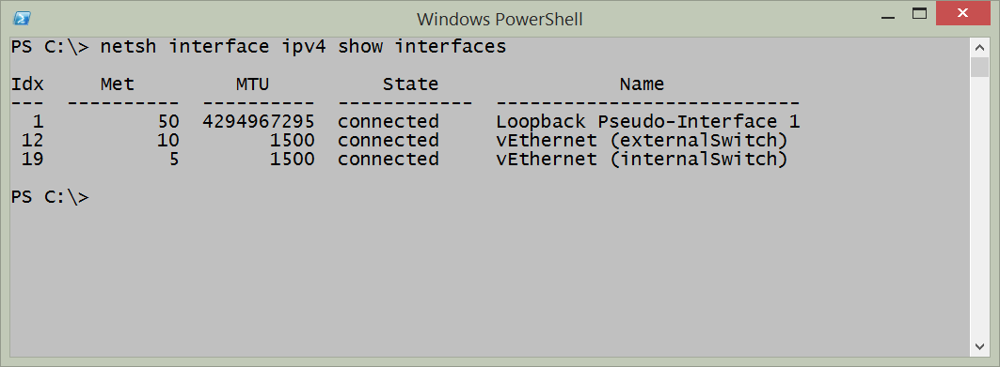 Windows PowerShell
PS C:\> netsh interface ipv4 show interfaces
Idx     Met         MTU          State                Name
---  ----------  ----------  ------------  ---------------------------
  1          50  4294967295  connected     Loopback Pseudo-Interface 1
 12          10        1500  connected     vEthernet (externalSwitch)
 19           5        1500  connected     vEthernet (internalSwitch)
PS C:\>